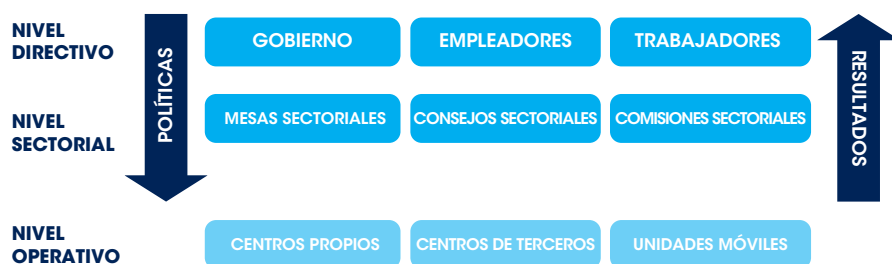 NIVEL
DIRECTIVO
POLÍTICAS
GOBIERNO
EMPLEADORES
TRABAJADORES
RESULTADOS
NIVEL
SECTORIAL
MESAS SECTORIALES
CONSEJOS SECTORIALES
COMISIONES SECTORIALES
NIVEL
OPERATIVO
CENTROS PROPIOS
CENTROS DE TERCEROS
UNIDADES MÓVILES